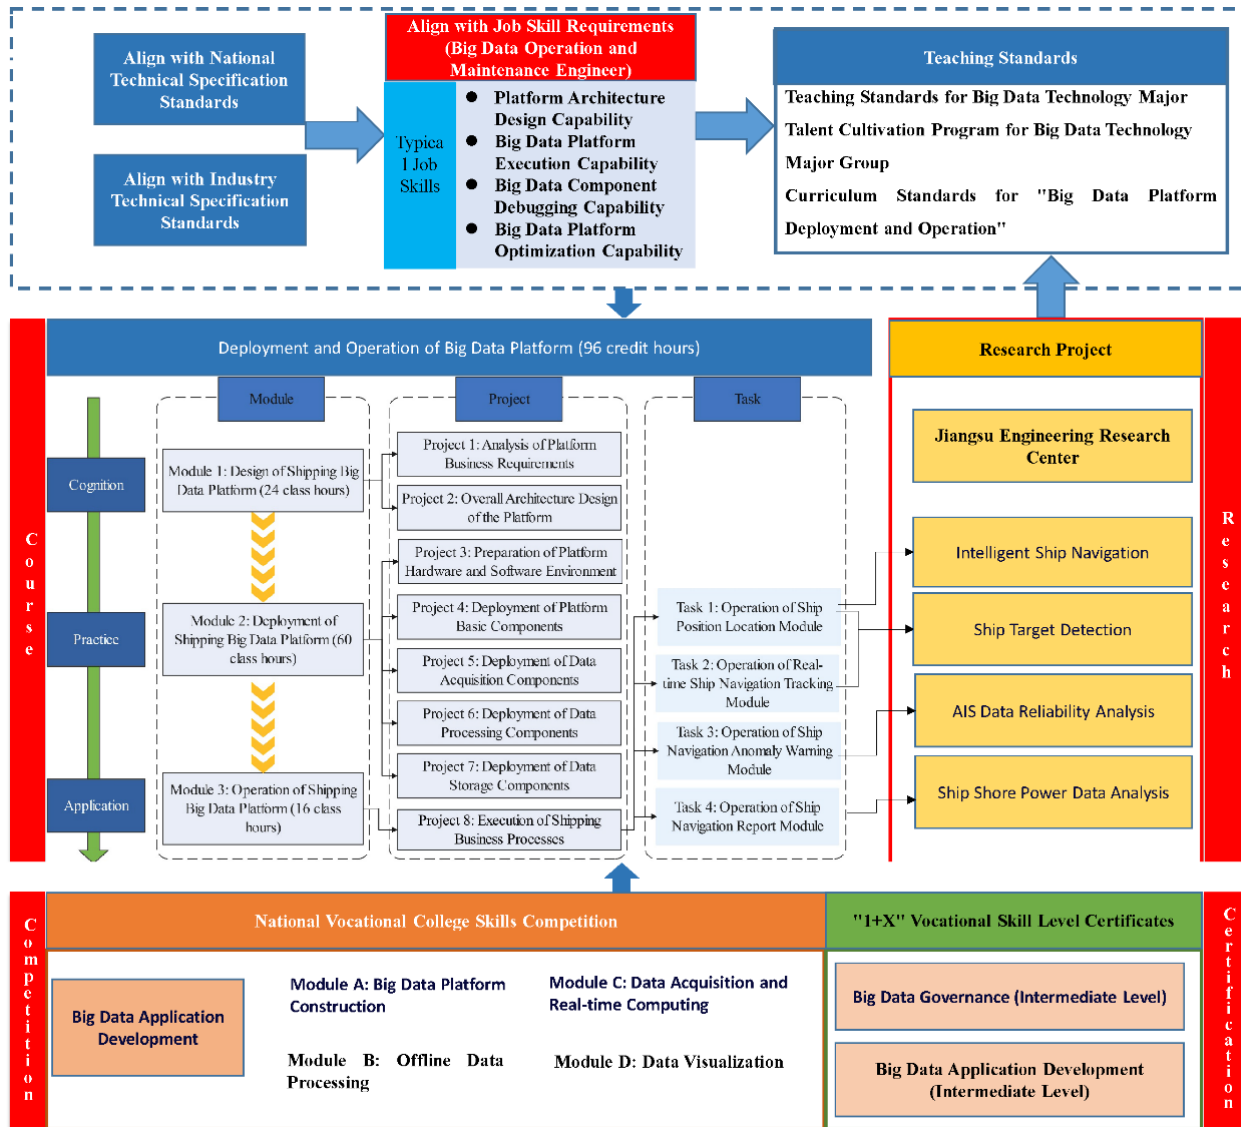 Align with National
Technical Specification
Standards
Align with Industry
Technical Specification
Standards
Align with Job Skill Requirements
(Big Data Operation and
Maintenance Engineer)
Typica
l Job
Skills
● Platform Architecture
Design Capability
● Big Data Platform
Execution Capability
● Big Data Component
Debugging Capability
● Big Data Platform
Optimization Capability
Teaching Standards
Teaching Standards for Big Data Technology Major
Talent Cultivation Program for Big Data Technology
Major Group
Curriculum Standards for "Big Data Platform
Deployment and Operation"
Course
Deployment and Operation of Big Data Platform (96 credit hours)
Cognition
Practice
Application
Module
Module 1: Design of Shipping Big
Data Platform (24 class hours)
Module 2: Deployment of
Shipping Big Data Platform (60
class hours)
Module 3: Operation of Shipping
Big Data Platform (16 class
hours)
Project
Project 1: Analysis of Platform
Business Requirements
Project 2: Overall Architecture Design
of the Platform
Project 3: Preparation of Platform
Hardware and Software Environment
Project 4: Deployment of Platform
Basic Components
Project 5: Deployment of Data
Acquisition Components
Project 6: Deployment of Data
Processing Components
Project 7: Deployment of Data
Storage Components
Project 8: Execution of Shipping
Business Processes
Task
Task 1: Operation of Ship
Position Location Module
Task 2: Operation of Real-
time Ship Navigation Tracking
Module
Task 3: Operation of Ship
Navigation Anomaly Warning
Module
Task 4: Operation of Ship
Navigation Report Module
Research Project
Jiangsu Engineering Research
Center
Intelligent Ship Navigation
Ship Target Detection
AIS Data Reliability Analysis
Ship Shore Power Data Analysis
Research
Competition
National Vocational College Skills Competition
Big Data Application
Development
Module A: Big Data Platform
Construction
Module B: Offline Data
Processing
Module C: Data Acquisition and
Real-time Computing
Module D: Data Visualization
"1+X" Vocational Skill Level Certificates
Big Data Governance (Intermediate Level)
Big Data Application Development
(Intermediate Level)
Certification